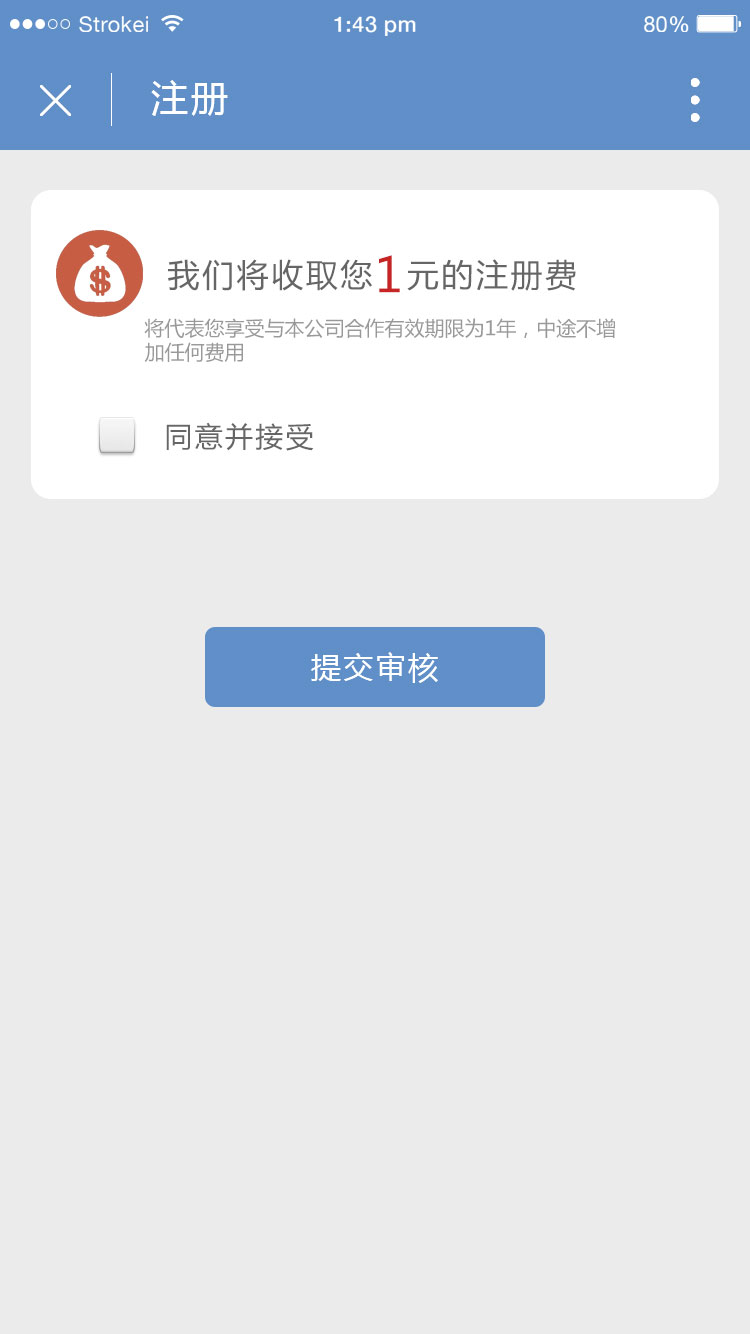 Strokei 1:43 pm 80%
注册
我们将收取您1元的注册费
将代表您享受与本公司合作有效期限为1年，中途不增
加任何费用
同意并接受
提交审核